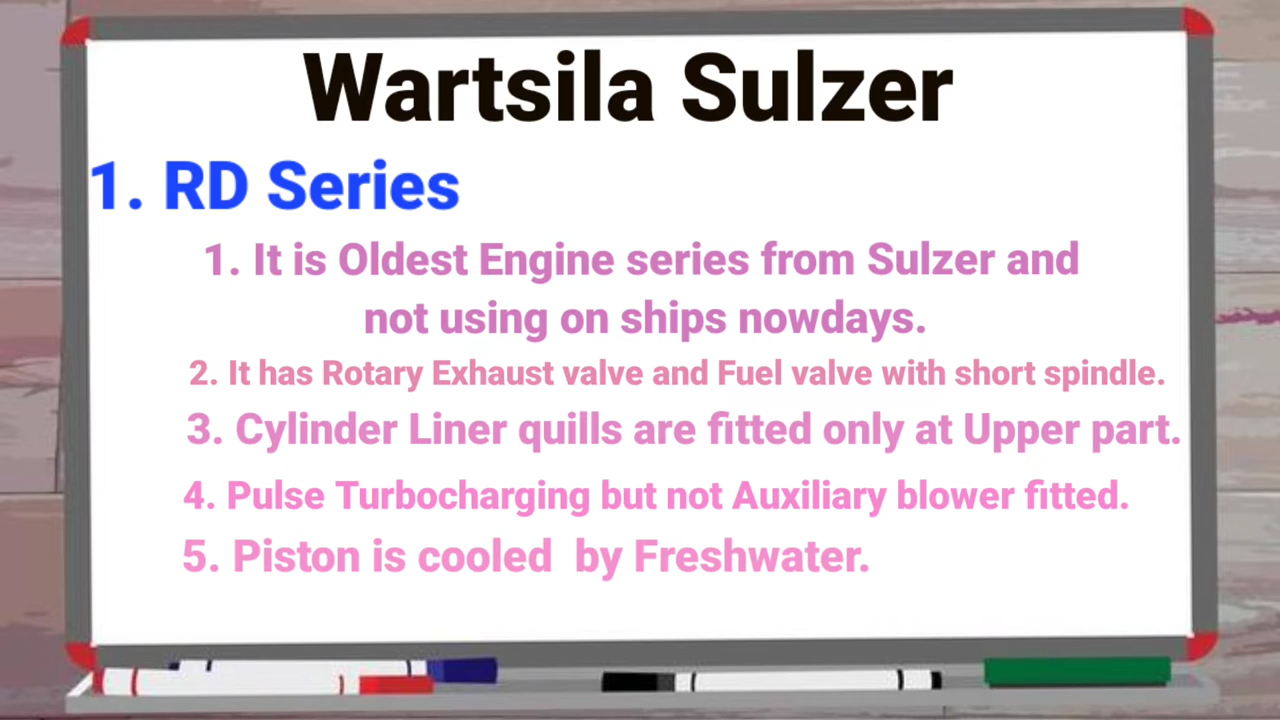 Wartsila Sulzer
1. RD Series
1. It is Oldest Engine series from Sulzer and
not using on ships nowdays.
2. It has Rotary Exhaust valve and Fuel valve with short spindle.
3. Cylinder Liner quills are fitted only at Upper part.
4. Pulse Turbocharging but not Auxiliary blower fitted.
5. Piston is cooled by Freshwater.